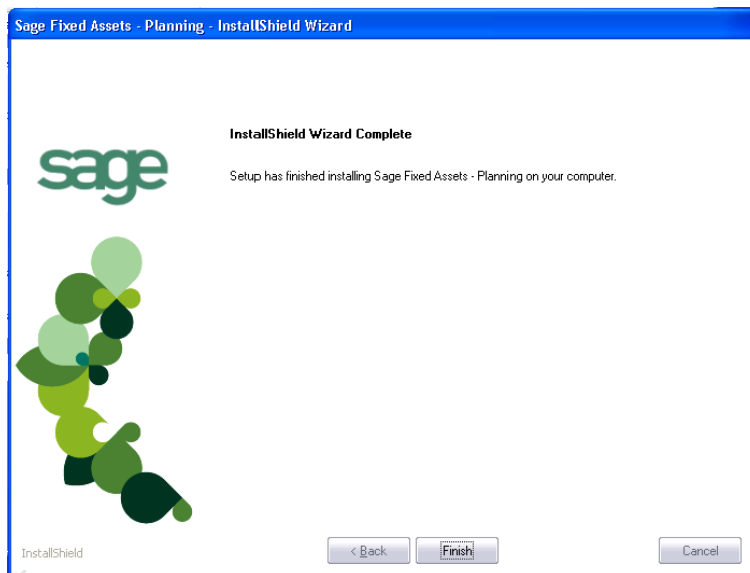 Sage Fixed Assets - Planning - InstallShield Wizard
InstallShield Wizard Complete
sage
Setup has finished installing Sage Fixed Assets - Planning on your computer.
InstallShield
< Back
Finish
Cancel